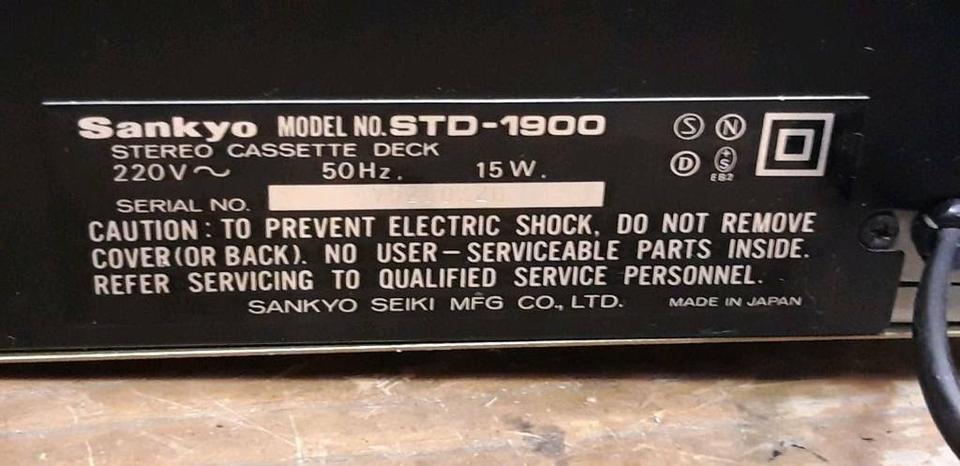 Sankyo MODEL NO. STD-1900
STEREO CASSETTE DECK
220V~ 50Hz. 15W.
SERIAL NO.
CAUTION: TO PREVENT ELECTRIC SHOCK, DO NOT REMOVE
COVER (OR BACK). NO USER-SERVICEABLE PARTS INSIDE.
REFER SERVICING TO QUALIFIED SERVICE PERSONNEL.
SANKYO SEIKI MFG CO., LTD. MADE IN JAPAN
S N
D +S
EB2